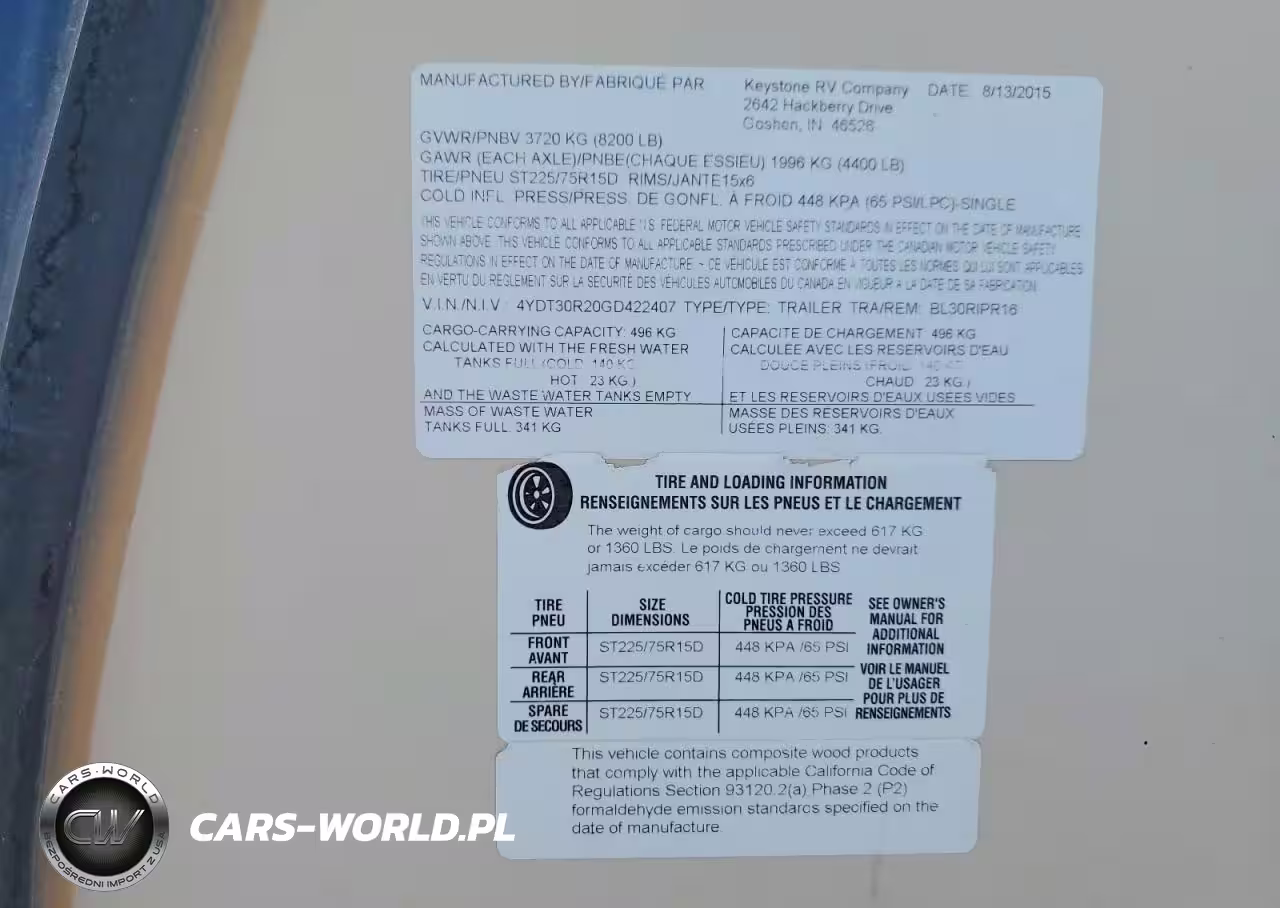 MANUFACTURED BY/FABRIQUÉ PAR Keystone RV Company DATE: 8/13/2015
2642 Hackberry Drive
Goshen, IN 46526
GVWR/PNBV 3720 KG (8200 LB)
GAWR (EACH AXLE)/PNBE(CHAQUE ESSIEU) 1996 KG (4400 LB)
TIRE/PNEU ST225/75R15D RIMS/JANTE15x6
COLD INFL. PRESS/PRESS. DE GONFL. À FROID 448 KPA (65 PSI/LPC)-SINGLE
THIS VEHICLE CONFORMS TO ALL APPLICABLE U.S. FEDERAL MOTOR VEHICLE SAFETY STANDARDS IN EFFECT ON THE DATE OF MANUFACTURE
SHOWN ABOVE. THIS VEHICLE CONFORMS TO ALL APPLICABLE STANDARDS PRESCRIBED UNDER THE CANADIAN MOTOR VEHICLE SAFETY
REGULATIONS IN EFFECT ON THE DATE OF MANUFACTURE ~ CE VÉHICULE EST CONFORME À TOUTES LES NORMES QUI LUI SONT APPLICABLES
EN VERTU DU RÈGLEMENT SUR LA SÉCURITÉ DES VÉHICULES AUTOMOBILES DU CANADA EN VIGUEUR À LA DATE DE SA FABRICATION
V.I.N./N.I.V.: 4YDT30R20GD422407 TYPE/TYPE: TRAILER TRA/REM: BL30RIPR16
CARGO-CARRYING CAPACITY: 496 KG
CALCULATED WITH THE FRESH WATER
TANKS FULL (COLD 140 KG
HOT 23 KG.)
AND THE WASTE WATER TANKS EMPTY
MASS OF WASTE WATER
TANKS FULL: 341 KG
CAPACITE DE CHARGEMENT: 496 KG
CALCULÉE AVEC LES RESERVOIRS D'EAU
DOUCE PLEINS (FROID 140 KG
CHAUD 23 KG.)
ET LES RESERVOIRS D'EAUX USÉES VIDES
MASSE DES RESERVOIRS D'EAUX
USÉES PLEINS: 341 KG.
TIRE AND LOADING INFORMATION
RENSEIGNEMENTS SUR LES PNEUS ET LE CHARGEMENT
The weight of cargo should never exceed 617 KG
or 1360 LBS. Le poids de chargement ne devrait
jamais excéder 617 KG ou 1360 LBS
TIRE PNEU SIZE DIMENSIONS COLD TIRE PRESSURE PRESSION DES PNEUS A FROID
FRONT AVANT ST225/75R15D 448 KPA /65 PSI
REAR ARRIÈRE ST225/75R15D 448 KPA /65 PSI
SPARE DE SECOURS ST225/75R15D 448 KPA /65 PSI
SEE OWNER'S
MANUAL FOR
ADDITIONAL
INFORMATION
VOIR LE MANUEL
DE L'USAGER
POUR PLUS DE
RENSEIGNEMENTS
This vehicle contains composite wood products
that comply with the applicable California Code of
Regulations Section 93120.2(a) Phase 2 (P2)
formaldehyde emission standards specified on the
date of manufacture.
CARS-WORLD
CW
BEZPOŚREDNI IMPORT Z USA
CARS-WORLD.PL